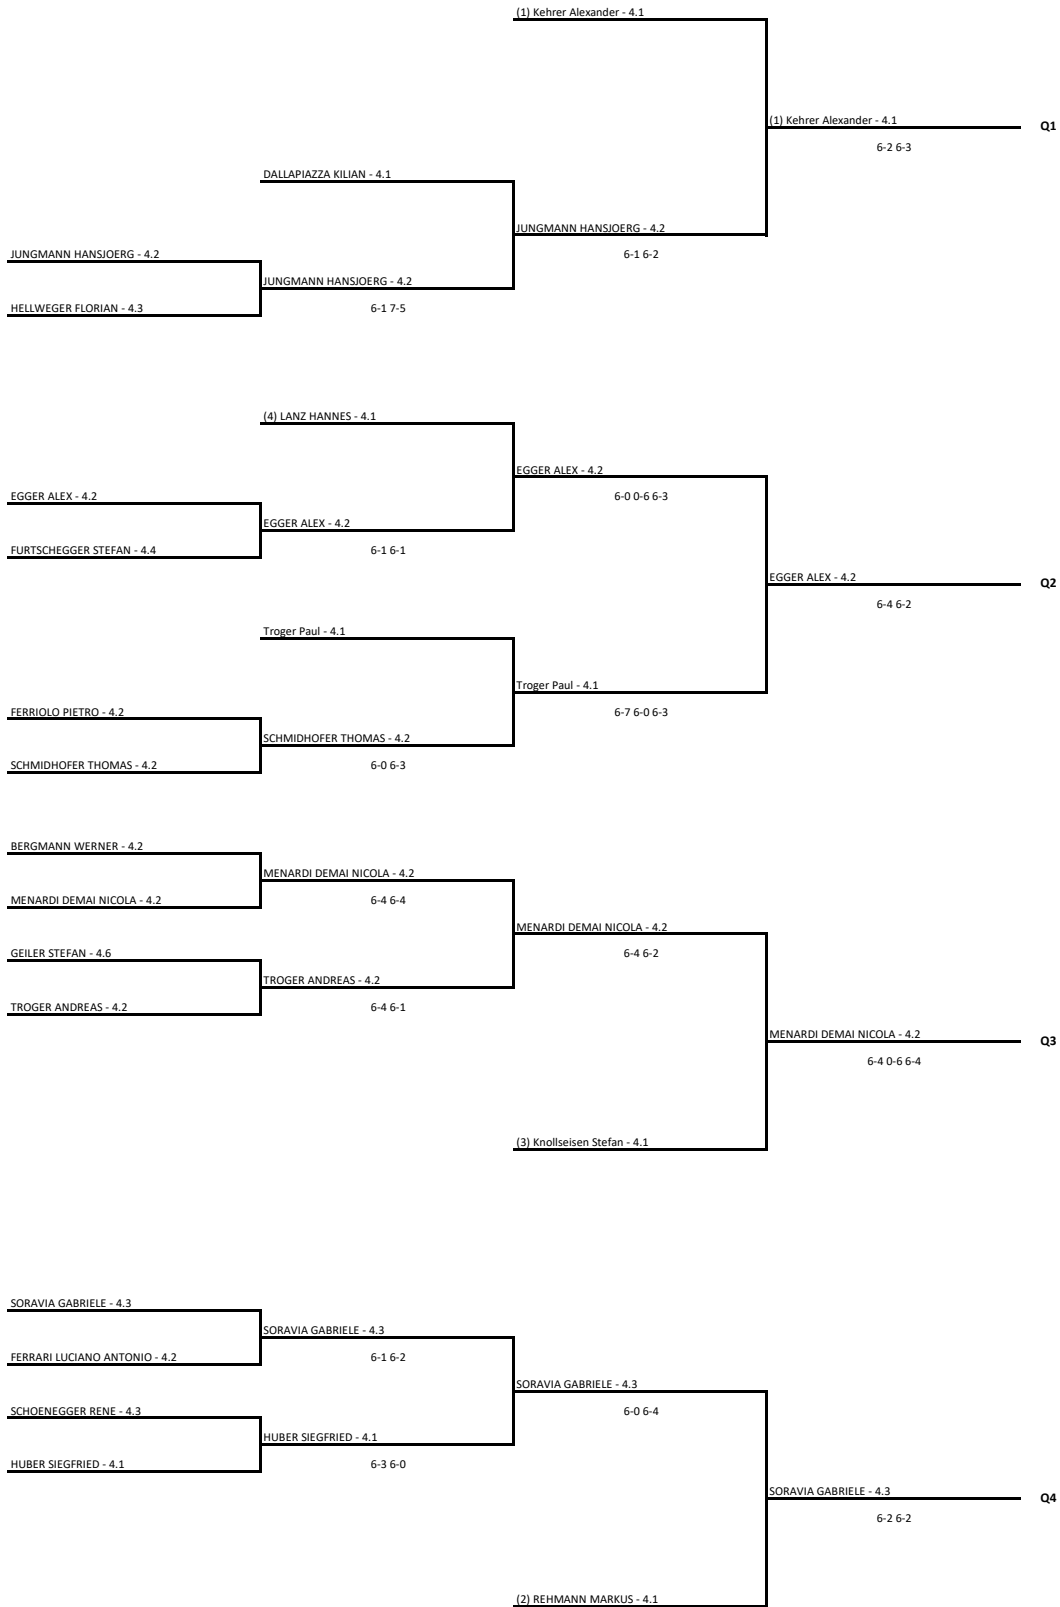 (1) Kehrer Alexander - 4.1
(1) Kehrer Alexander - 4.1
Q1
6-2 6-3
DALLAPIAZZA KILIAN - 4.1
JUNGMANN HANSJOERG - 4.2
JUNGMANN HANSJOERG - 4.2
6-1 6-2
JUNGMANN HANSJOERG - 4.2
HELLWEGER FLORIAN - 4.3
6-1 7-5
(4) LANZ HANNES - 4.1
EGGER ALEX - 4.2
EGGER ALEX - 4.2
6-0 0-6 6-3
EGGER ALEX - 4.2
FURTSCHEGGER STEFAN - 4.4
6-1 6-1
EGGER ALEX - 4.2
Q2
6-4 6-2
Troger Paul - 4.1
Troger Paul - 4.1
FERRIOLO PIETRO - 4.2
6-7 6-0 6-3
SCHMIDHOFER THOMAS - 4.2
SCHMIDHOFER THOMAS - 4.2
6-0 6-3
BERGMANN WERNER - 4.2
MENARDI DEMAI NICOLA - 4.2
MENARDI DEMAI NICOLA - 4.2
6-4 6-4
MENARDI DEMAI NICOLA - 4.2
GEILER STEFAN - 4.6
6-4 6-2
TROGER ANDREAS - 4.2
TROGER ANDREAS - 4.2
6-4 6-1
MENARDI DEMAI NICOLA - 4.2
Q3
6-4 0-6 6-4
(3) Knollseisen Stefan - 4.1
SORAVIA GABRIELE - 4.3
SORAVIA GABRIELE - 4.3
FERRARI LUCIANO ANTONIO - 4.2
6-1 6-2
SORAVIA GABRIELE - 4.3
SCHOENEGGER RENE - 4.3
6-0 6-4
HUBER SIEGFRIED - 4.1
HUBER SIEGFRIED - 4.1
6-3 6-0
SORAVIA GABRIELE - 4.3
Q4
6-2 6-2
(2) REHMANN MARKUS - 4.1